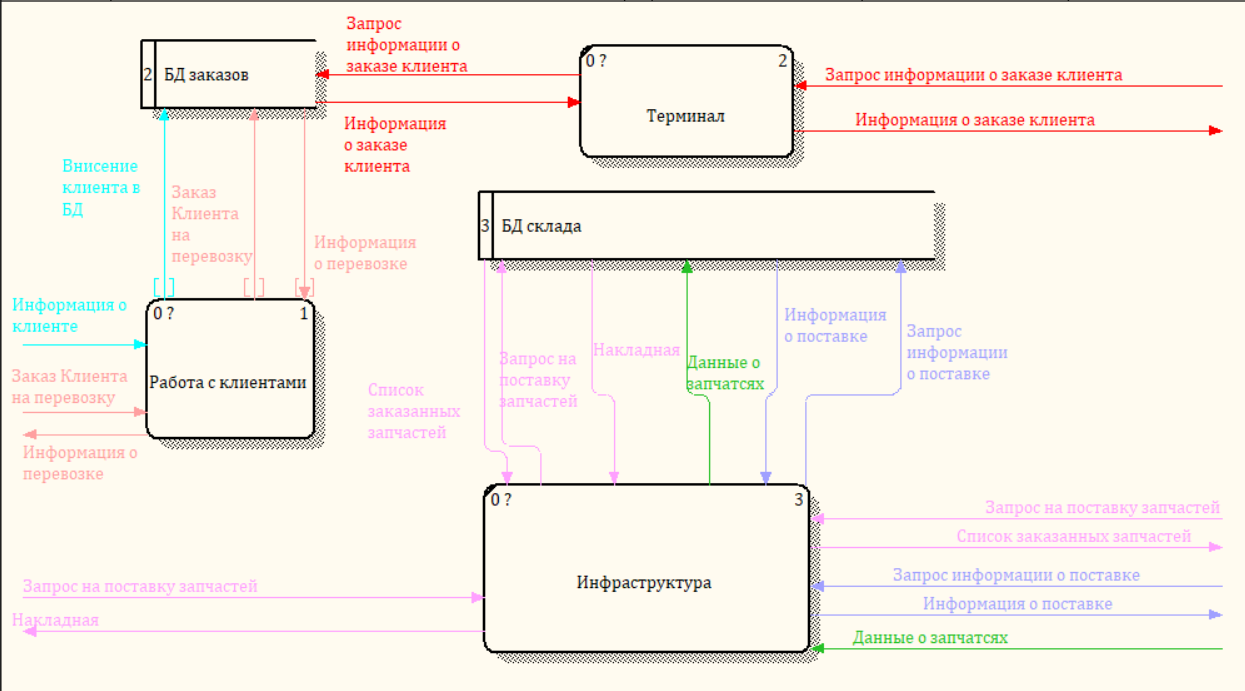 Запрос
информации о
заказе клиента
2 БД заказов
0 ? 2
Терминал
Запрос информации о заказе клиента
Информация о заказе клиента
Информация
о заказе
клиента
Внисение
клиента в
БД
Заказ
Клиента
на
перевозку
Информация
о перевозке
3 БД склада
[ ] [ ] [ ]
0 ? 1
Работа с клиентами
Информация о
клиенте
Заказ Клиента
на перевозку
Информация о
перевозке
Список
заказанных
запчастей
Запрос на
поставку
запчастей
Накладная
Данные о
запчатсях
Информация
о поставке
Запрос
информации
о поставке
0 ? 3
Инфраструктура
Запрос на поставку запчастей
Накладная
Запрос на поставку запчастей
Список заказанных запчастей
Запрос информации о поставке
Информация о поставке
Данные о запчатсях